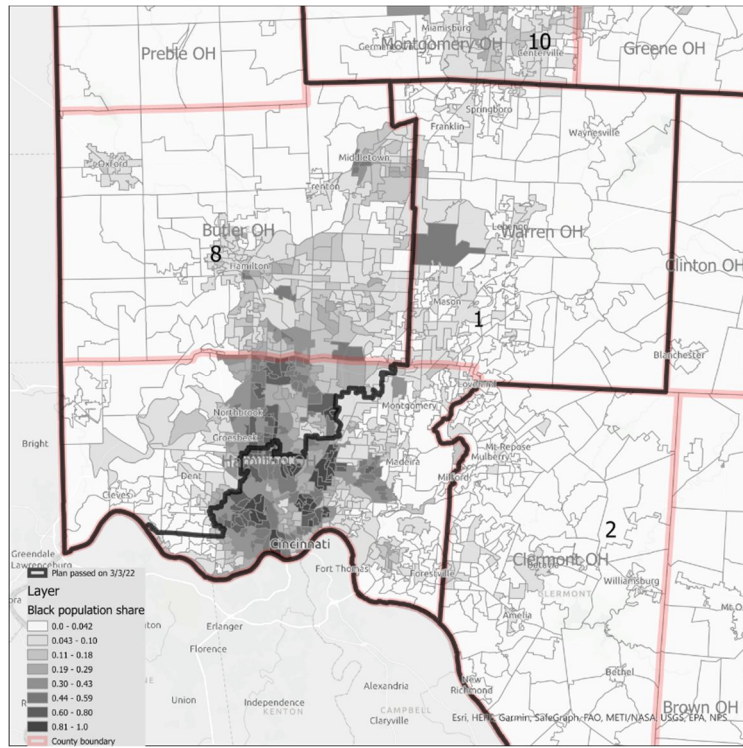 Miamisburg
Germ
Montgomery OH
10
Centerville
Preble OH
Greene OH
Springboro
Franklin
Waynesville
Oxford
Middletown
Trenton
Butler OH
Warren OH
8
Hamilton
Clinton OH
Mason
1
Blanchester
Loveland
Northbrook
Montgomery
Groesbeck
Bright
Mt Repose
Mulberry
Madeira
Dent
Milford
Cleves
2
Cincinnati
Greendale
Lawrenceburg
Fort Thomas
Forestville
Clermont OH
CLERMONT
Williamsburg
Amelia
Plan passed on 3/3/22
Layer
Black population share
0.0 - 0.042
0.043 - 0.10
0.11 - 0.18
0.19 - 0.29
0.30 - 0.43
0.44 - 0.59
0.60 - 0.80
0.81 - 1.0
County boundary
Erlanger
Florence
Union
Independence
KENTON
Alexandria
CAMPBELL
Claryville
New
Richmond
Bethel
Brown OH
Esri, HERE, Garmin, SafeGraph, FAO, METI/NASA, USGS, EPA, NPS